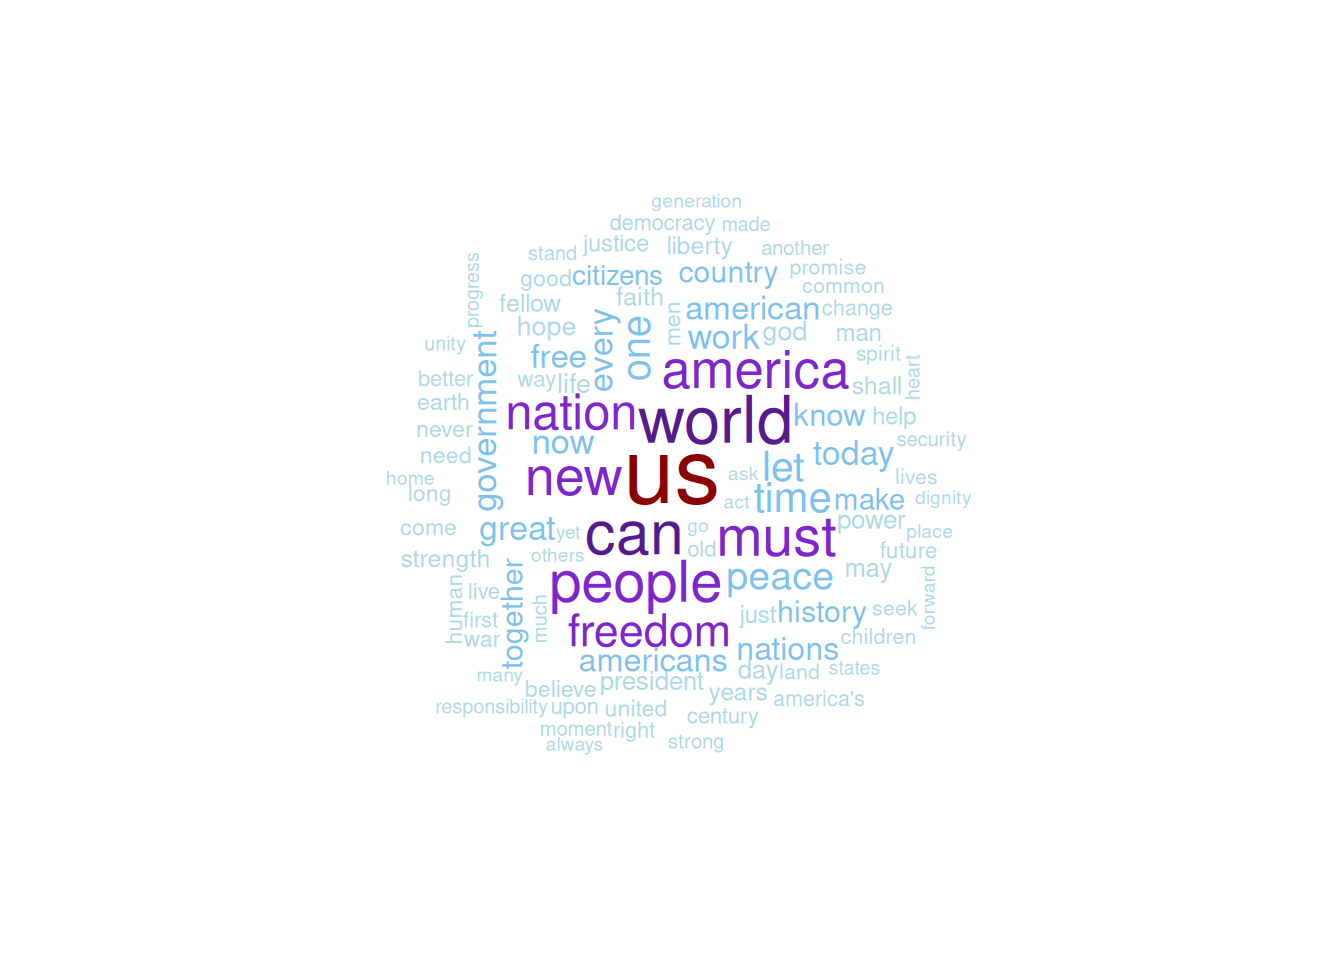 generation
democracy made
stand justice liberty another
good citizens country promise
common
progress
fellow faith men american change
hope every one work god man
unity government free america spirit
better way life shall heart
earth nation world know help
never now today security
need new us ask let lives
home long act time make dignity
come great yet can go must power place
strength others old future
people peace may
human live together much just history seek forward
first freedom children
war americans nations
many president day land states
believe years america's
responsibility upon united century
moment right
always strong